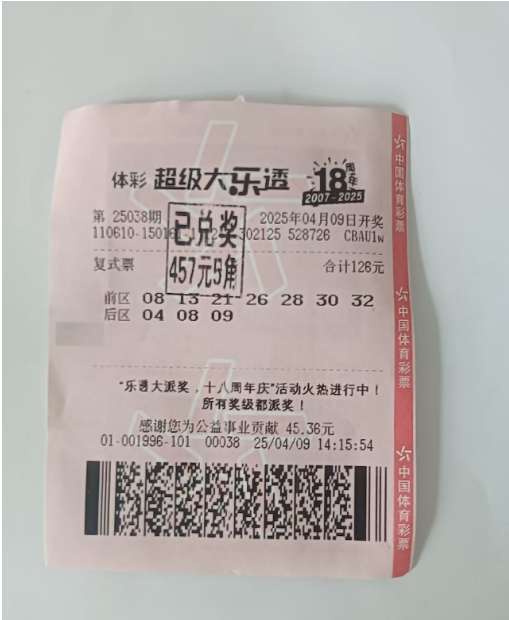 体彩 超级大乐透 18周年
2007-2025
第 25038期 2025年04月09日开奖
已兑奖
302125 528726 CBAU1w
复式票 合计126元
457元5角
前区 08 13 21 26 28 30 32
后区 04 08 09
“乐透大派奖，十八周年庆”活动火热进行中！
所有奖级都派奖！
感谢您为公益事业贡献 45.36元
01-001996-101 00038 25/04/09 14:15:54
中国体育彩票
中国体育彩票
中国体育彩票